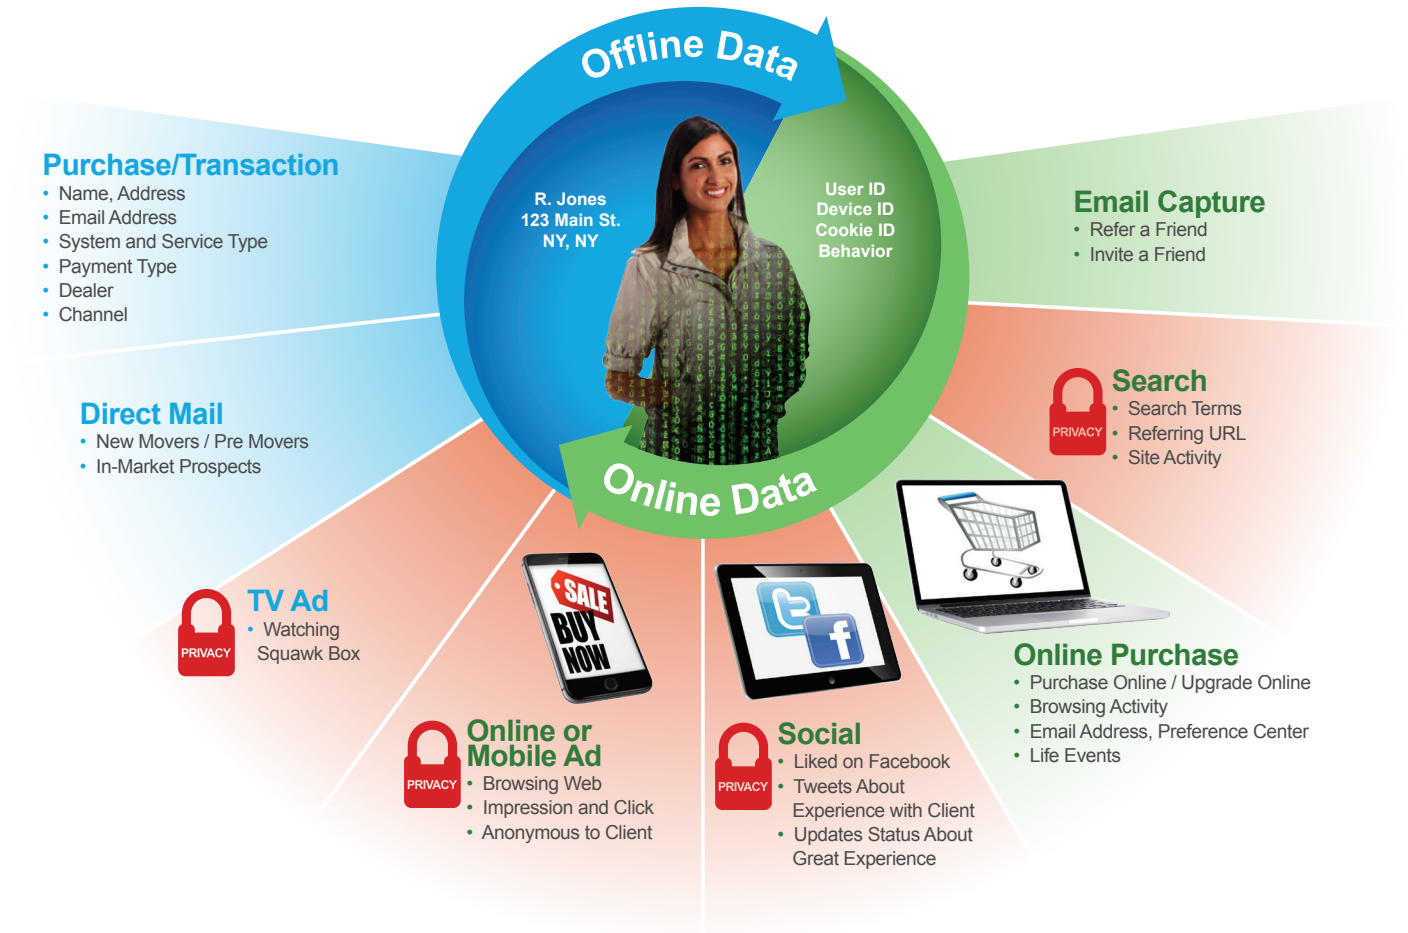 Offline Data
R. Jones
123 Main St.
NY, NY
User ID
Device ID
Cookie ID
Behavior
Online Data
Purchase/Transaction
• Name, Address
• Email Address
• System and Service Type
• Payment Type
• Dealer
• Channel
Direct Mail
• New Movers / Pre Movers
• In-Market Prospects
PRIVACY
TV Ad
• Watching
Squawk Box
SALE
BUY
NOW
PRIVACY
Online or
Mobile Ad
• Browsing Web
• Impression and Click
• Anonymous to Client
f
PRIVACY
Social
• Liked on Facebook
• Tweets About
Experience with Client
• Updates Status About
Great Experience
Online Purchase
• Purchase Online / Upgrade Online
• Browsing Activity
• Email Address, Preference Center
• Life Events
PRIVACY
Search
• Search Terms
• Referring URL
• Site Activity
Email Capture
• Refer a Friend
• Invite a Friend